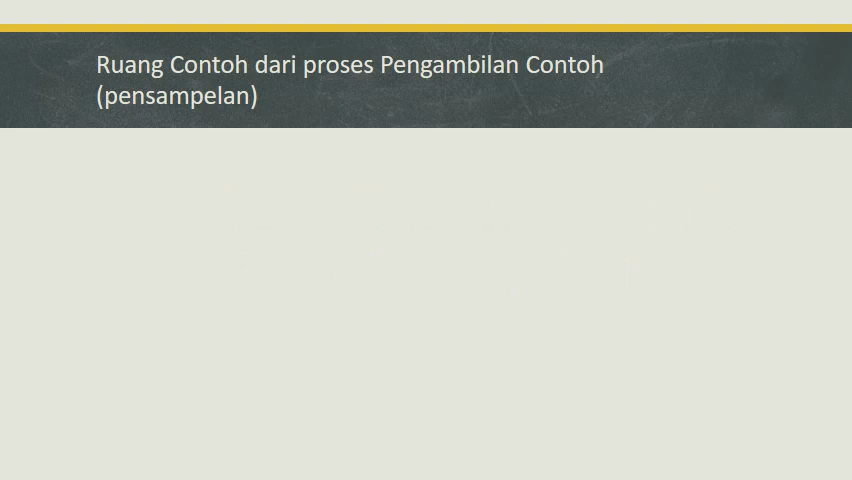 Ruang Contoh dari proses Pengambilan Contoh
(pensampelan)